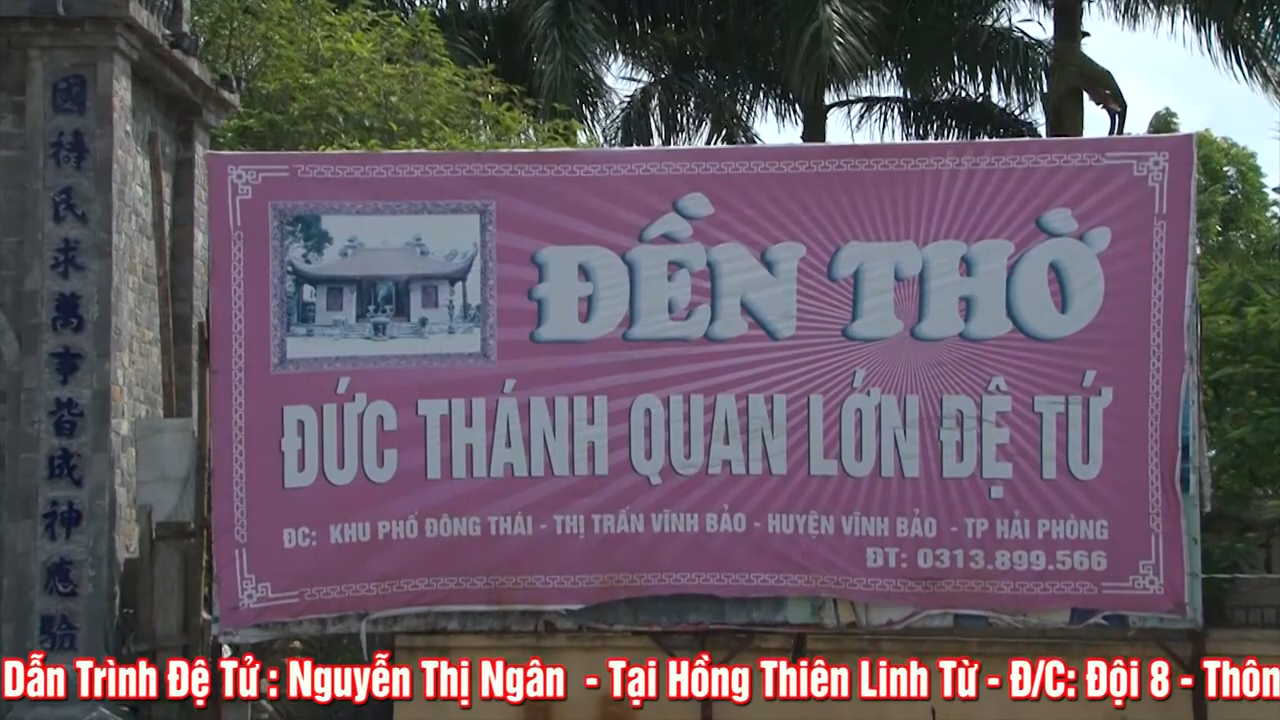 國禱民求萬事皆成神應驗
ĐỀN THỜ
ĐỨC THÁNH QUAN LỚN ĐỆ TỨ
ĐC: KHU PHỐ ĐÔNG THÁI - THỊ TRẤN VĨNH BẢO - HUYỆN VĨNH BẢO - TP HẢI PHÒNG
ĐT: 0313.899.566
Dẫn Trình Đệ Tử : Nguyễn Thị Ngân - Tại Hồng Thiên Linh Từ - Đ/C: Đội 8 - Thôn